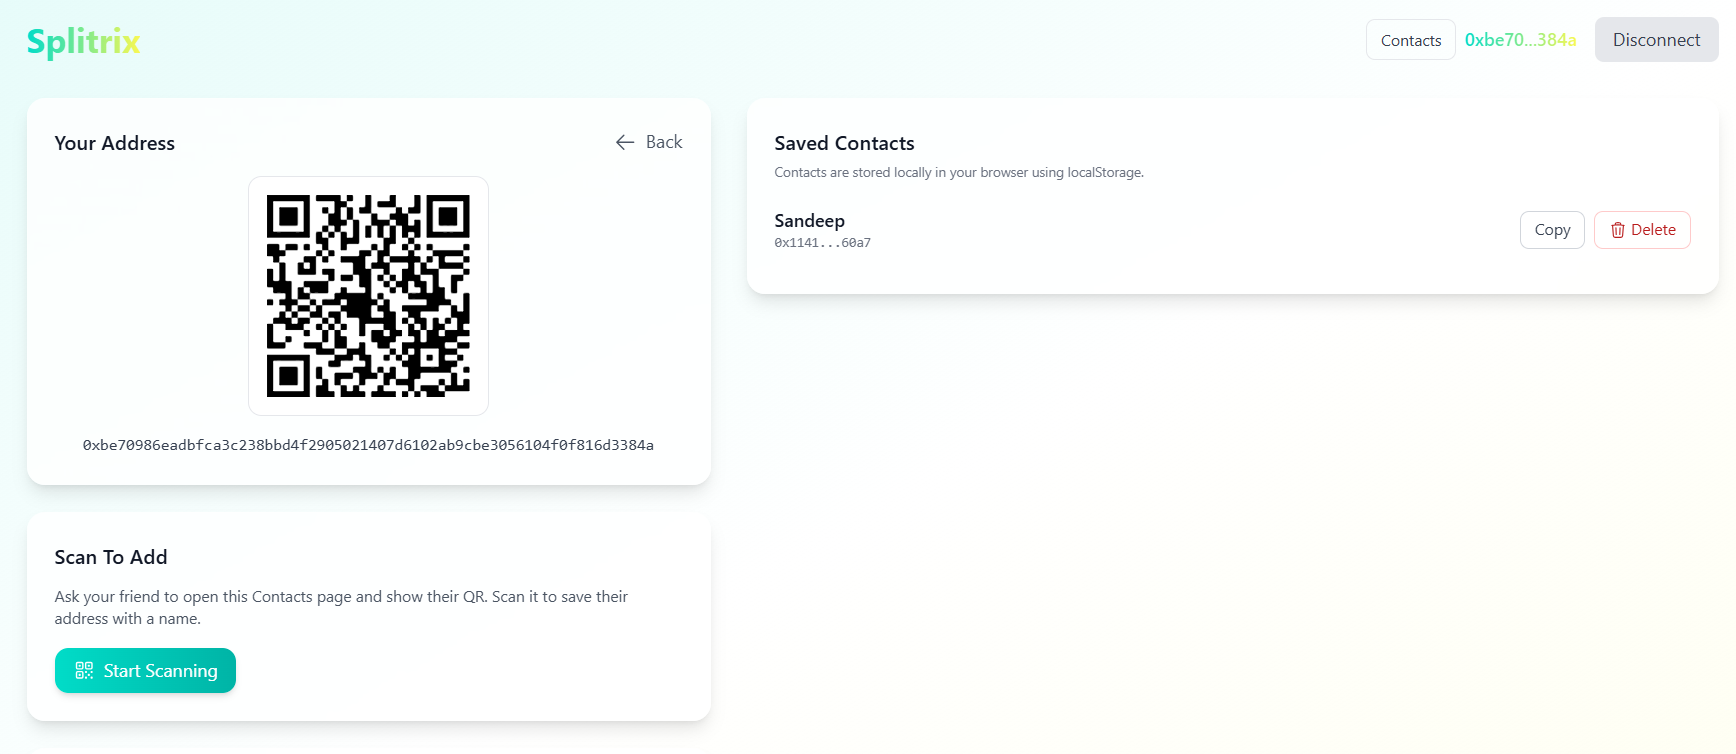 Splitrix
Contacts
0xbe70...384a
Disconnect
Your Address
Back
0xbe70986eadbfca3c238bbd4f2905021407d6102ab9cbe3056104f0f816d3384a
Scan To Add
Ask your friend to open this Contacts page and show their QR. Scan it to save their
address with a name.
Start Scanning
Saved Contacts
Contacts are stored locally in your browser using localStorage.
Sandeep
0x1141...60a7
Copy
Delete